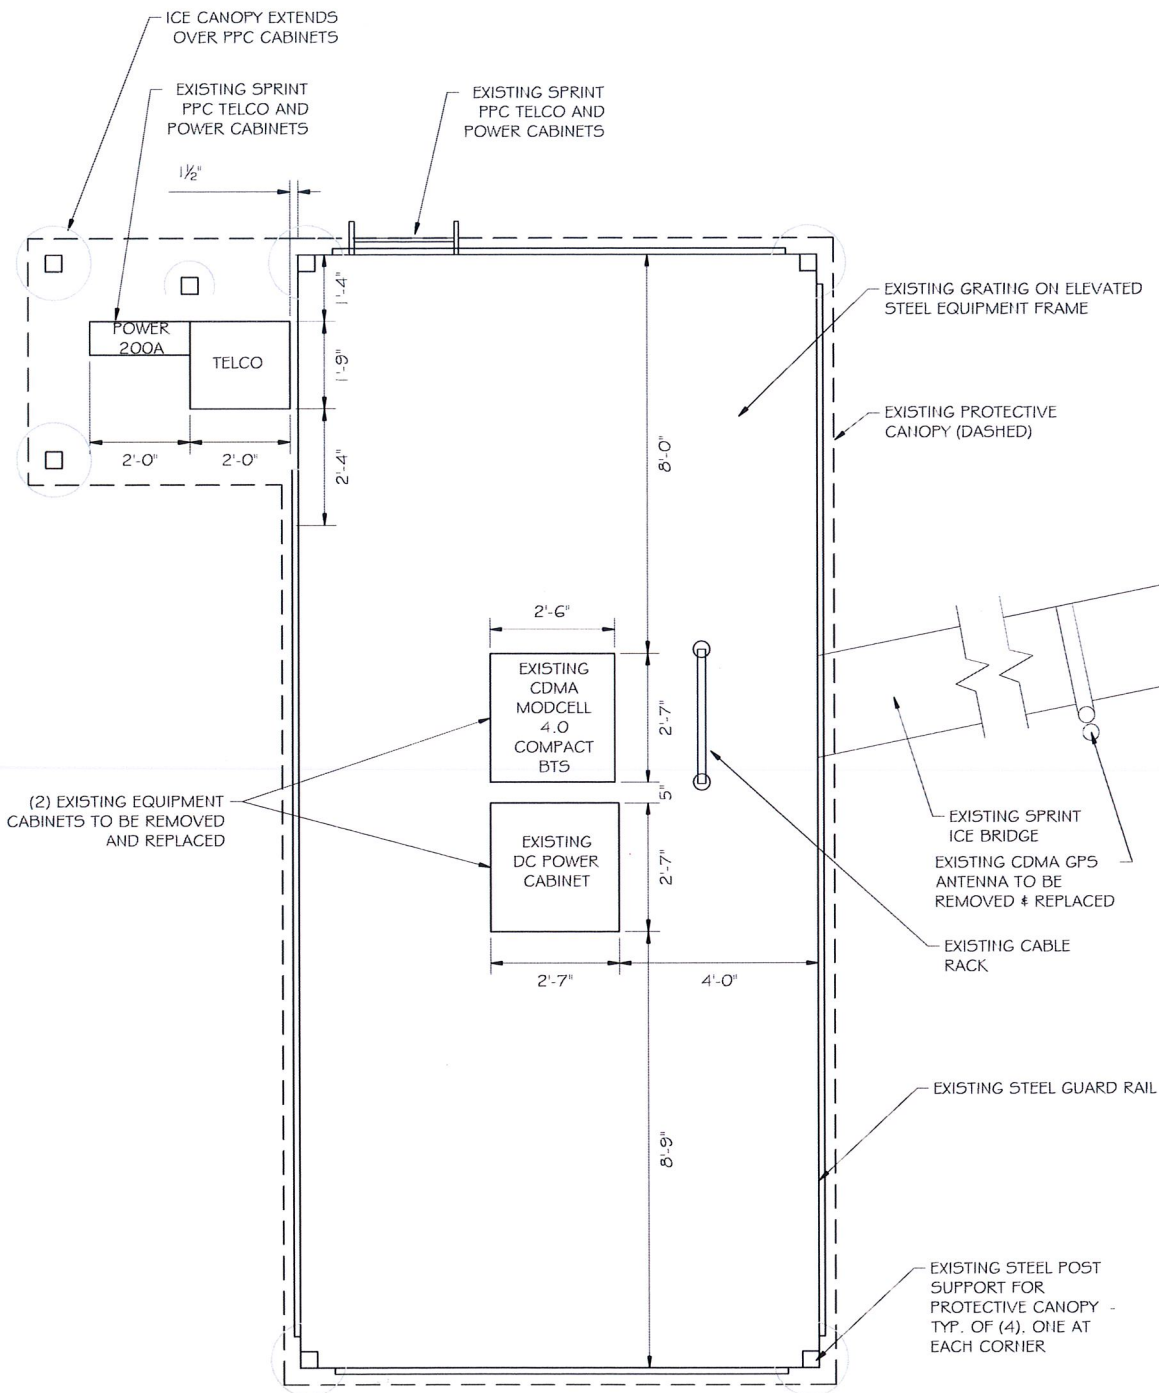 ICE CANOPY EXTENDS
OVER PPC CABINETS
EXISTING SPRINT
PPC TELCO AND
POWER CABINETS
EXISTING SPRINT
PPC TELCO AND
POWER CABINETS
1½"
1'-4"
EXISTING GRATING ON ELEVATED
STEEL EQUIPMENT FRAME
POWER
200A
TELCO
1'-9"
EXISTING PROTECTIVE
CANOPY (DASHED)
2'-0"
2'-0"
2'-4"
8'-0"
2'-6"
EXISTING
CDMA
MODCELL
4.0
COMPACT
BTS
2'-7"
5"
(2) EXISTING EQUIPMENT
CABINETS TO BE REMOVED
AND REPLACED
EXISTING SPRINT
ICE BRIDGE
EXISTING
DC POWER
CABINET
2'-7"
EXISTING CDMA GPS
ANTENNA TO BE
REMOVED & REPLACED
EXISTING CABLE
RACK
2'-7"
4'-0"
EXISTING STEEL GUARD RAIL
8'-9"
EXISTING STEEL POST
SUPPORT FOR
PROTECTIVE CANOPY -
TYP. OF (4), ONE AT
EACH CORNER